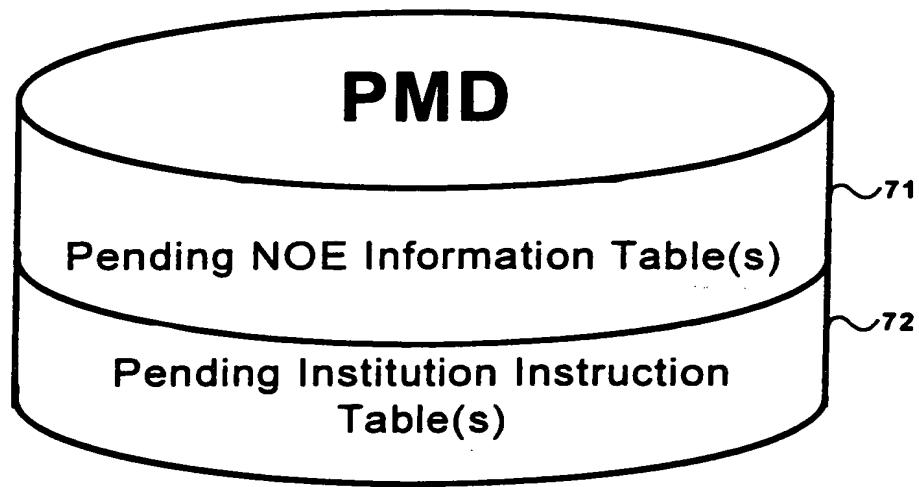 PMD
71
Pending NOE Information Table(s)
72
Pending Institution Instruction
Table(s)